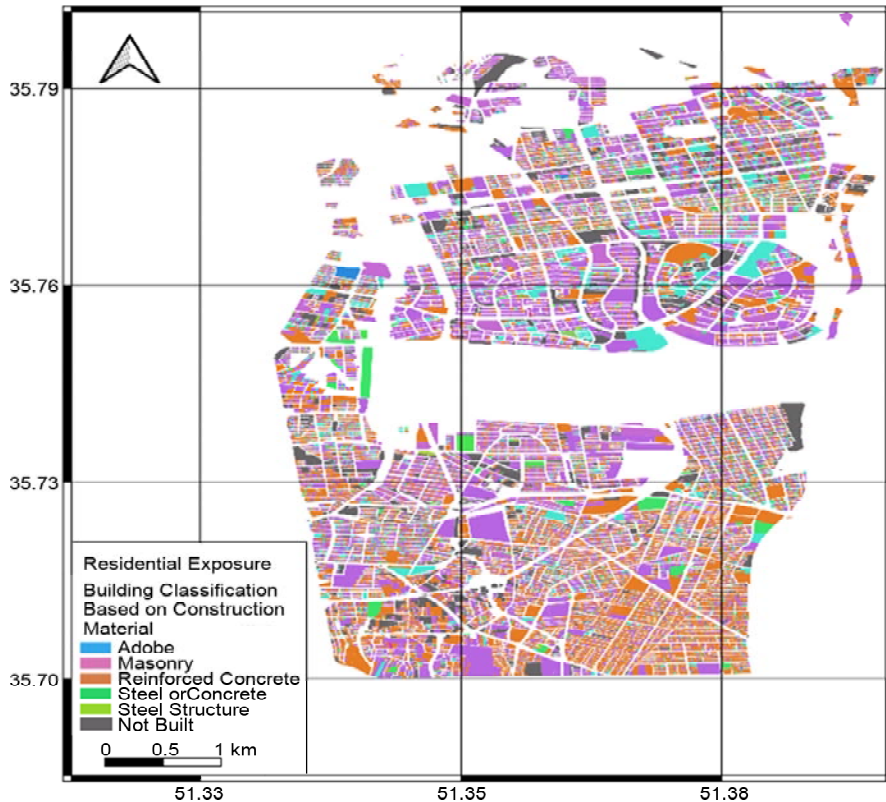 35.79
35.76
35.73
35.70
Residential Exposure
Building Classification
Based on Construction
Material
Adobe
Masonry
Reinforced Concrete
Steel orConcrete
Steel Structure
Not Built
0 0.5 1 km
51.33 51.35 51.38